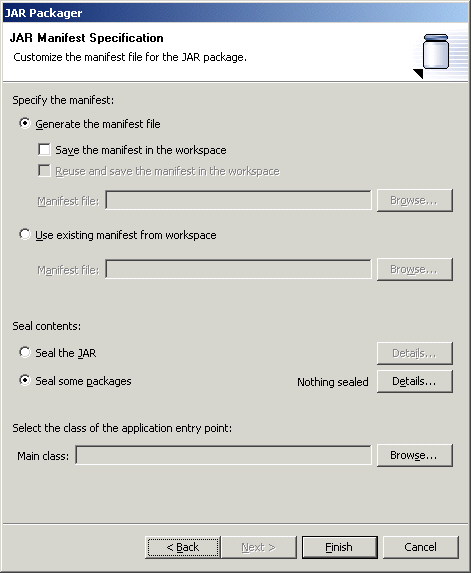 JAR Packager
JAR Manifest Specification
Customize the manifest file for the JAR package.
Specify the manifest:
Generate the manifest file
Save the manifest in the workspace
Reuse and save the manifest in the workspace
Manifest file: Browse...
Use existing manifest from workspace
Manifest file: Browse...
Seal contents:
Seal the JAR Details...
Seal some packages Nothing sealed Details...
Select the class of the application entry point:
Main class: Browse...
< Back Next > Finish Cancel